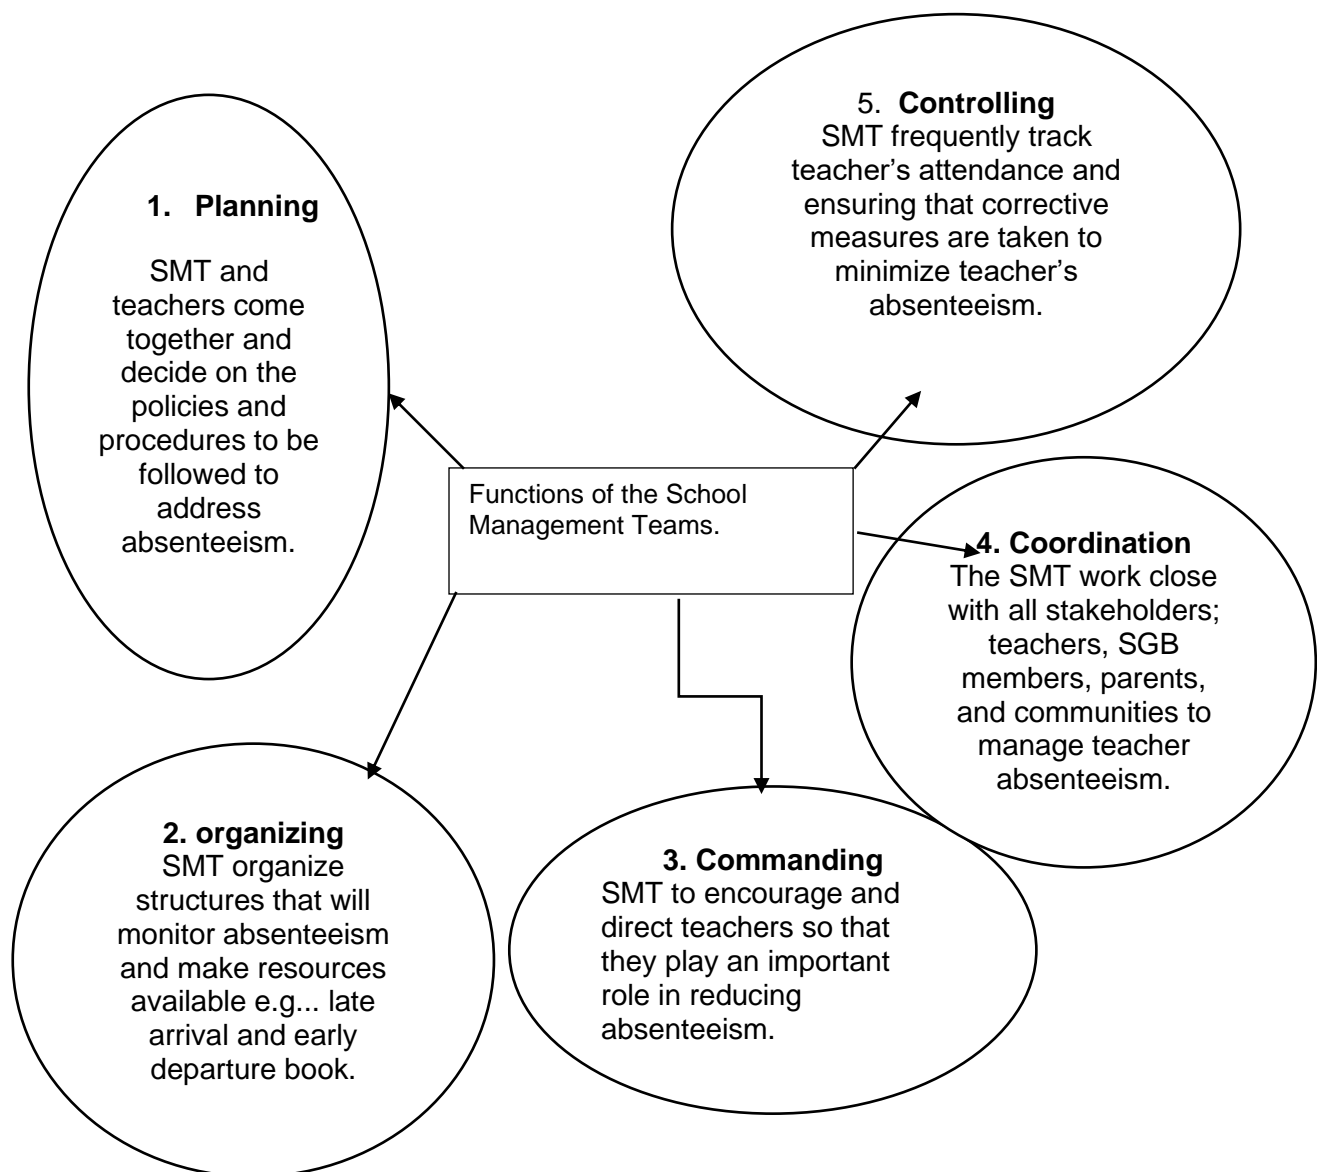 Functions of the School
Management Teams.
1. Planning
SMT and
teachers come
together and
decide on the
policies and
procedures to be
followed to
address
absenteeism.
2. organizing
SMT organize
structures that will
monitor absenteeism
and make resources
available e.g... late
arrival and early
departure book.
3. Commanding
SMT to encourage and
direct teachers so that
they play an important
role in reducing
absenteeism.
4. Coordination
The SMT work close
with all stakeholders;
teachers, SGB
members, parents,
and communities to
manage teacher
absenteeism.
5. Controlling
SMT frequently track
teacher’s attendance and
ensuring that corrective
measures are taken to
minimize teacher’s
absenteeism.